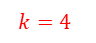 k = 4